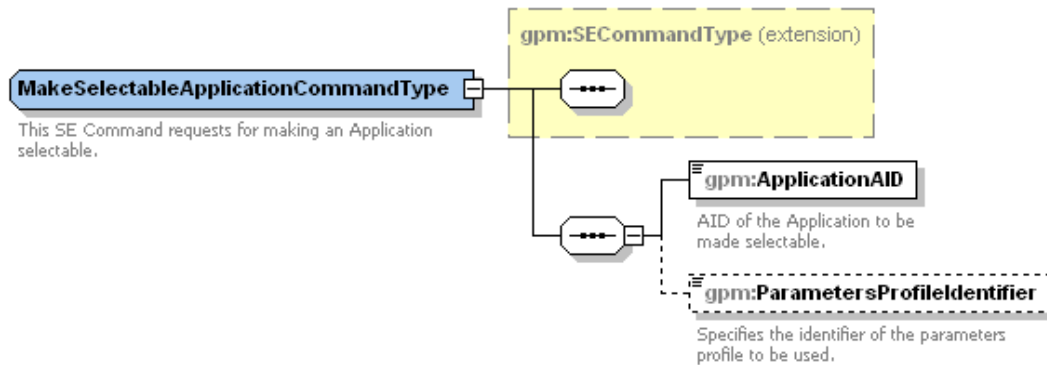 gpm:SECommandType (extension)
MakeSelectableApplicationCommandType
This SE Command requests for making an Application
selectable.
gpm:ApplicationAID
AID of the Application to be
made selectable.
gpm:ParametersProfileIdentifier
Specifies the identifier of the parameters
profile to be used.